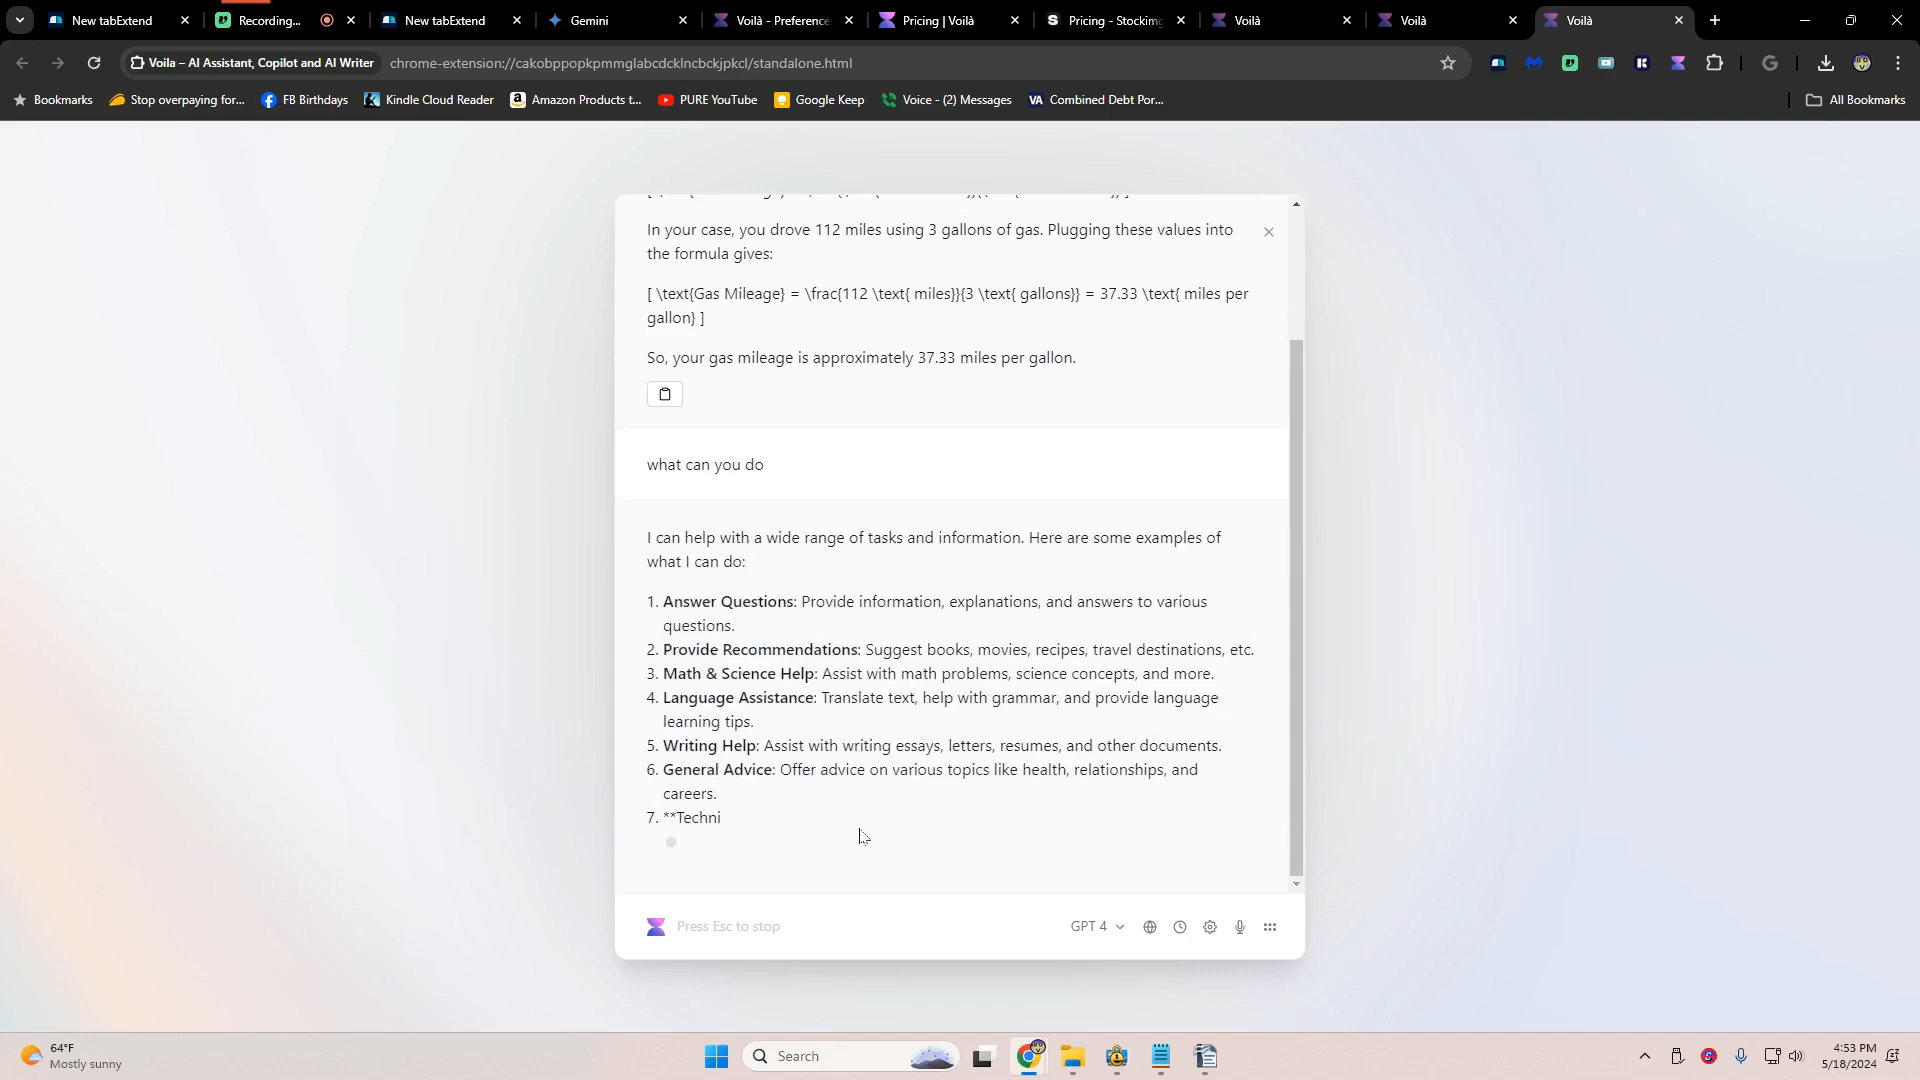 New tabExtend
Recording...
New tabExtend
Gemini
Voilà - Preference
Pricing | Voilà
Pricing - Stocking
Voilà
Voilà
Voilà
Voila – AI Assistant, Copilot and AI Writer
chrome-extension://cakobppopkpmmglabcdcklncbckjpkcl/standalone.html
Bookmarks
Stop overpaying for...
FB Birthdays
Kindle Cloud Reader
Amazon Products t...
PURE YouTube
Google Keep
Voice - (2) Messages
Combined Debt Por...
All Bookmarks
In your case, you drove 112 miles using 3 gallons of gas. Plugging these values into
the formula gives:
[ \text{Gas Mileage} = \frac{112 \text{ miles}}{3 \text{ gallons}} = 37.33 \text{ miles per
gallon} ]
So, your gas mileage is approximately 37.33 miles per gallon.
what can you do
I can help with a wide range of tasks and information. Here are some examples of
what I can do:
1. Answer Questions: Provide information, explanations, and answers to various
questions.
2. Provide Recommendations: Suggest books, movies, recipes, travel destinations, etc.
3. Math & Science Help: Assist with math problems, science concepts, and more.
4. Language Assistance: Translate text, help with grammar, and provide language
learning tips.
5. Writing Help: Assist with writing essays, letters, resumes, and other documents.
6. General Advice: Offer advice on various topics like health, relationships, and
careers.
7. **Techni
Press Esc to stop
GPT 4
64°F
Mostly sunny
Search
4:53 PM
5/18/2024